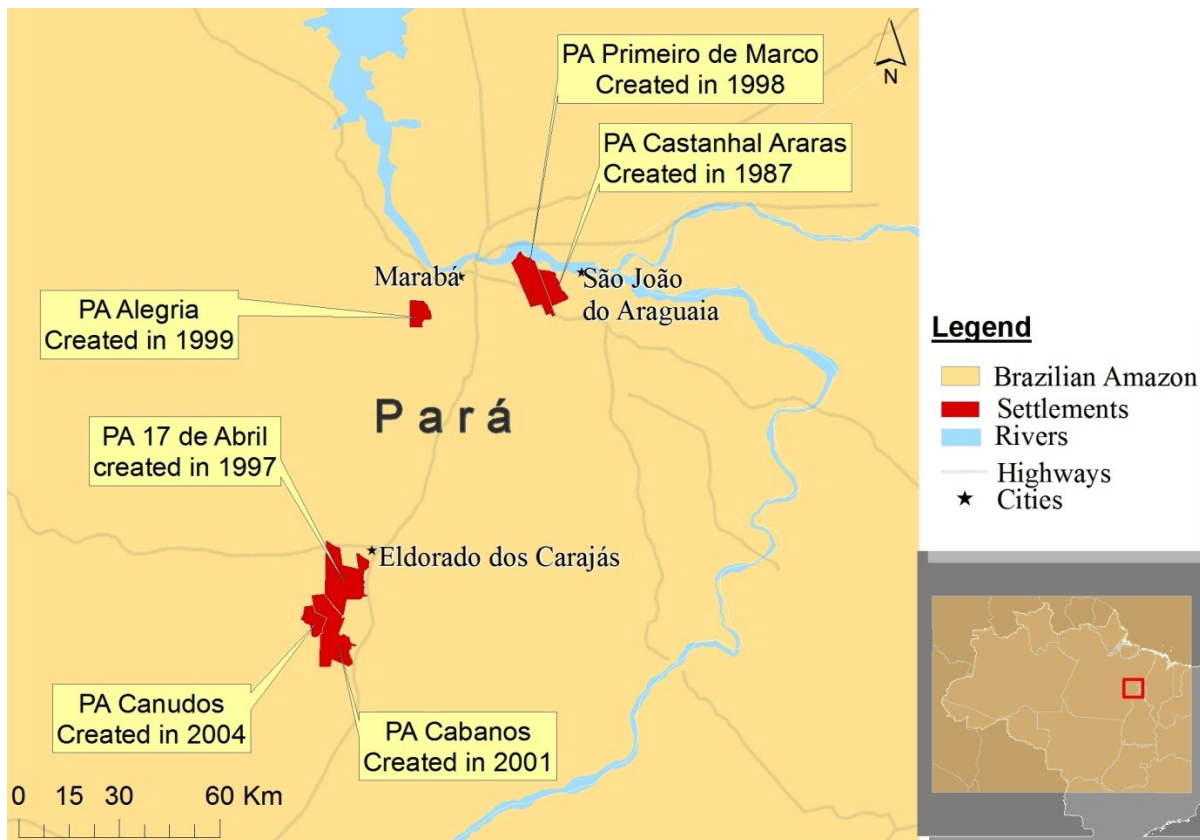 PA Primeiro de Marco
Created in 1998
N
PA Castanhal Araras
Created in 1987
Marabá
São João
do Araguaia
PA Alegria
Created in 1999
Pará
PA 17 de Abril
created in 1997
Eldorado dos Carajás
PA Canudos
Created in 2004
PA Cabanos
Created in 2001
0 15 30 60 Km
Legend
Brazilian Amazon
Settlements
Rivers
Highways
Cities